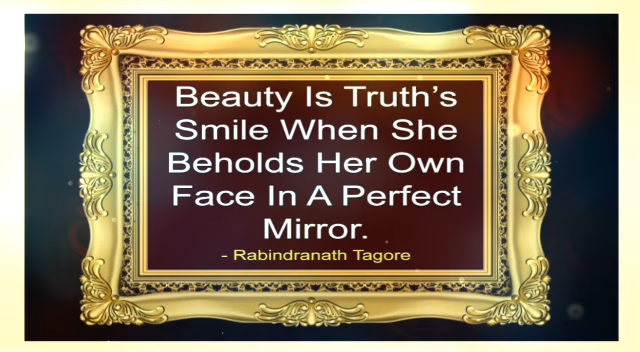 Beauty Is Truth's
Smile When She
Beholds Her Own
Face In A Perfect
Mirror.
- Rabindranath Tagore